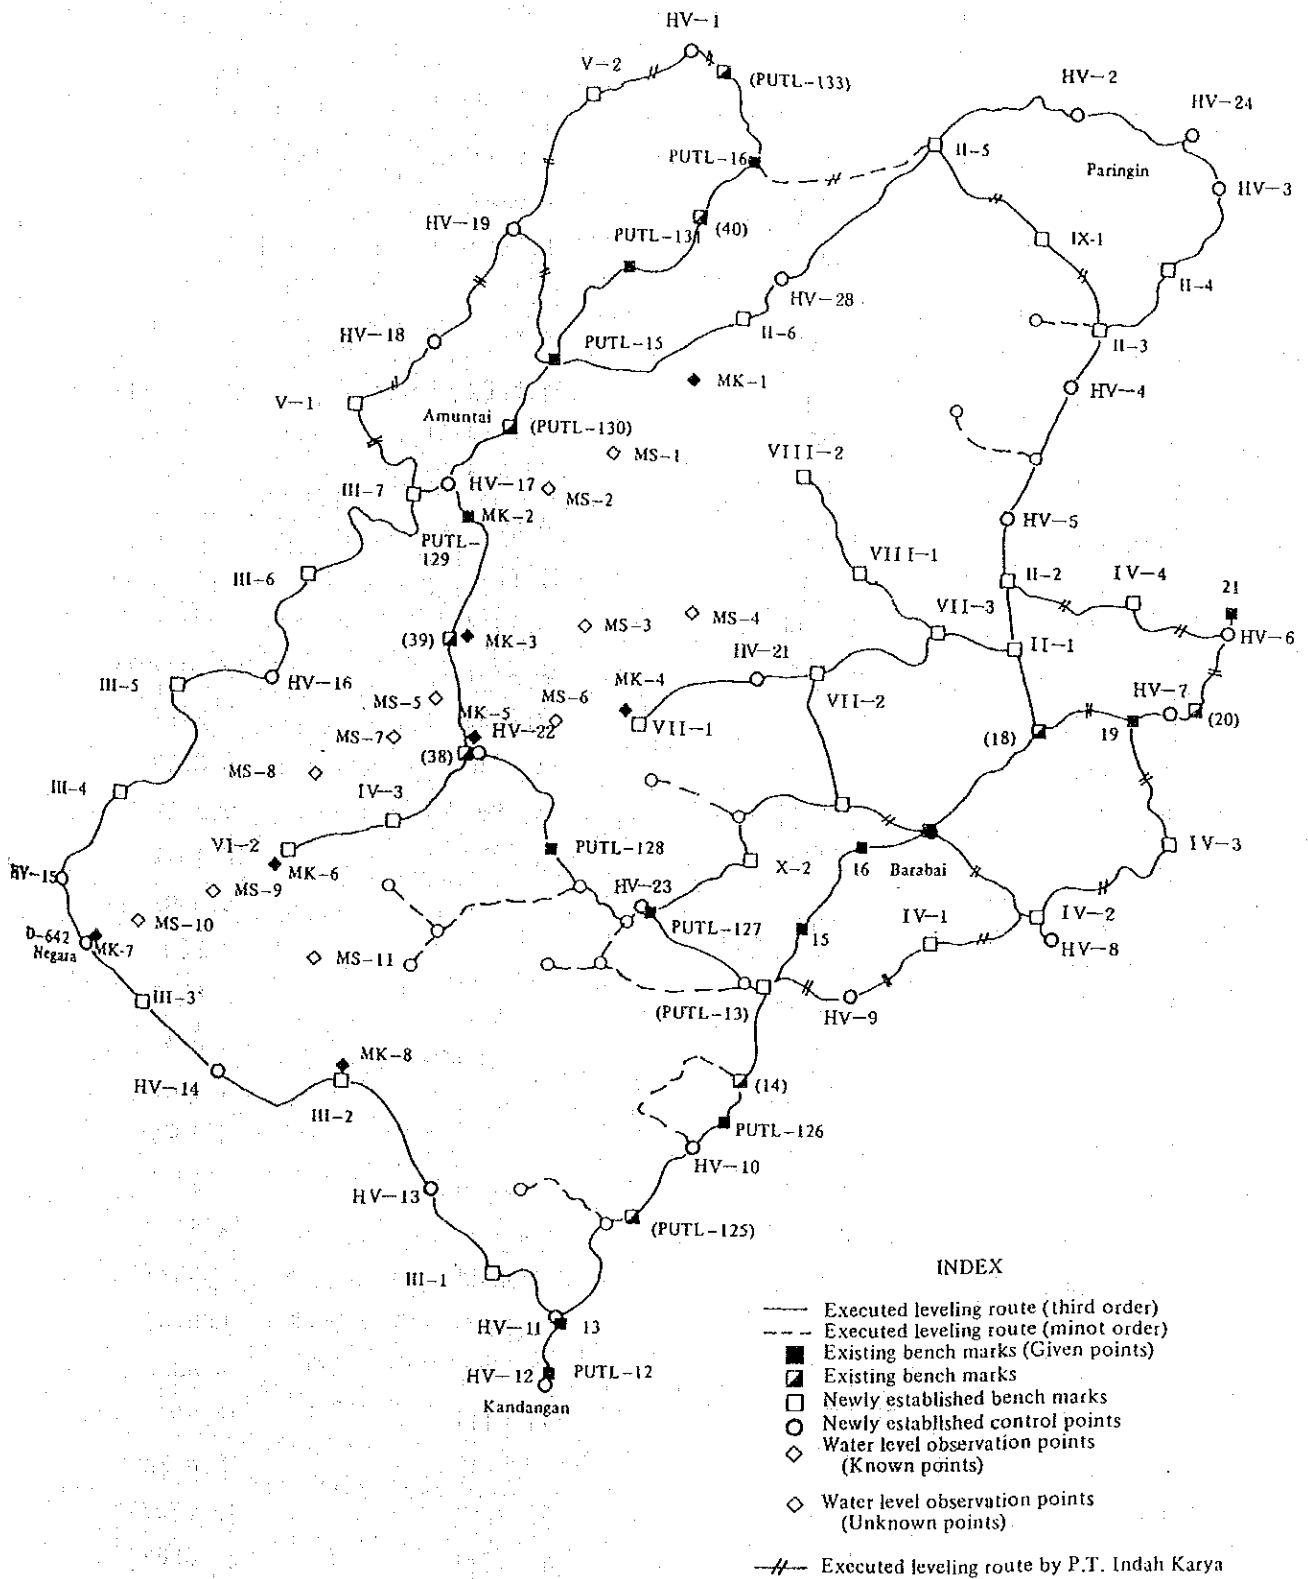 HV-1
V-2
(PUTL-133)
HV-2
HV-24
PUTL-16
II-5
Paringin
HV-3
HV-19
(40)
PUTL-131
IX-1
II-4
HV-28
HV-18
PUTL-15
II-6
II-3
MK-1
HV-4
V-1
Amuntai
(PUTL-130)
MS-1
VIII-2
III-7
HV-17
MS-2
MK-2
HV-5
PUTL-
129
III-6
VIII-1
II-2
IV-4
21
MS-4
VII-3
(39)
MK-3
MS-3
HV-6
HV-21
II-1
III-5
HV-16
MS-5
MS-6
MK-4
HV-7
MK-5
VII-1
VII-2
(20)
MS-7
HV-22
(18)
19
(38)
MS-8
III-4
IV-3
VI-2
PUTL-128
16
Barabai
IV-3
X-2
HV-15
MK-6
MS-9
HV-23
IV-1
IV-2
MS-10
PUTL-127
15
D-642
Negara
MK-7
HV-8
MS-11
III-3
(PUTL-13)
HV-9
MK-8
HV-14
III-2
(14)
PUTL-126
HV-10
HV-13
(PUTL-125)
III-1
HV-11
13
HV-12
PUTL-12
Kandangan
INDEX
Executed leveling route (third order)
Executed leveling route (minot order)
Existing bench marks (Given points)
Existing bench marks
Newly established bench marks
Newly established control points
Water level observation points
(Known points)
Water level observation points
(Unknown points)
Executed leveling route by P.T. Indah Karya